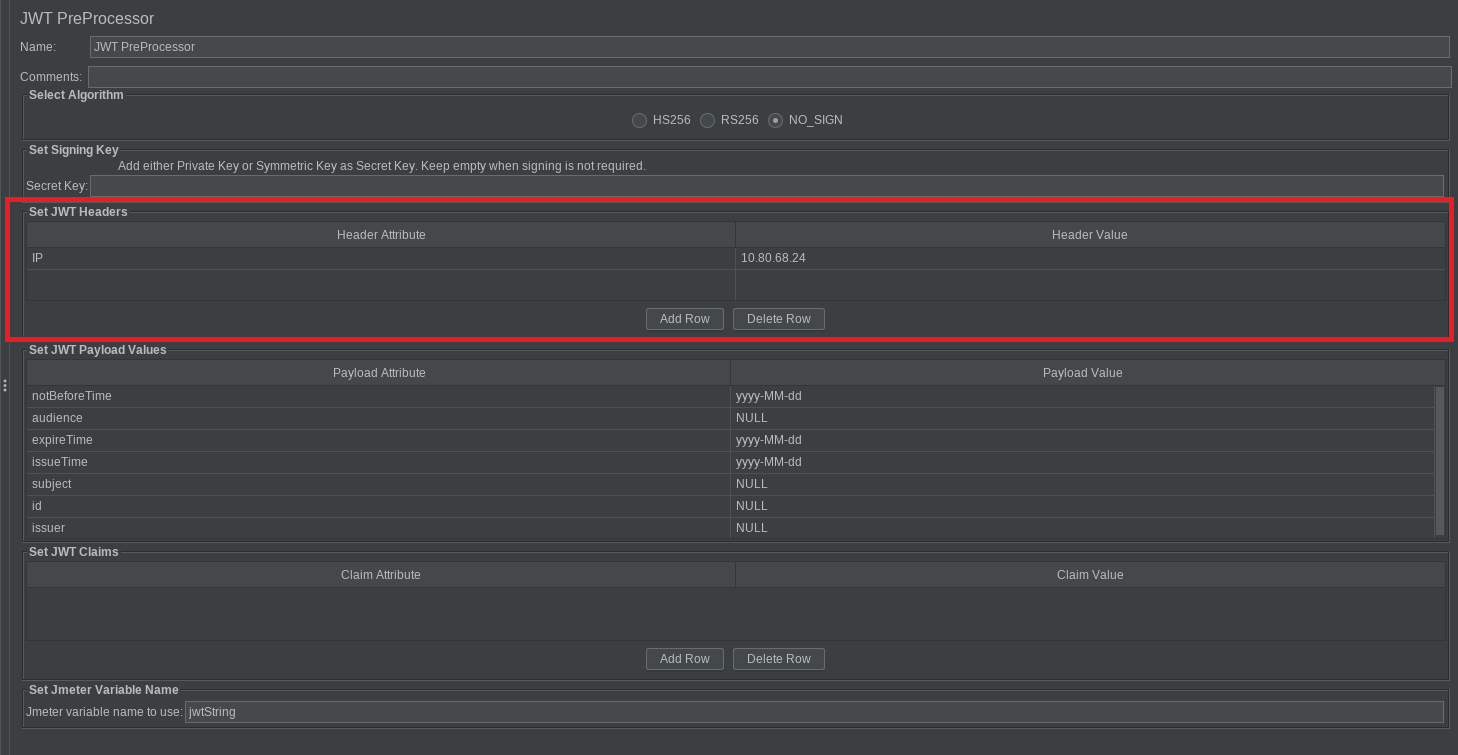 JWT PreProcessor
Name: JWT PreProcessor
Comments:
Select Algorithm
HS256 RS256 NO_SIGN
Set Signing Key
Add either Private Key or Symmetric Key as Secret Key. Keep empty when signing is not required.
Secret Key:
Set JWT Headers
Header Attribute Header Value
IP 10.80.68.24
Add Row Delete Row
Set JWT Payload Values
Payload Attribute Payload Value
notBeforeTime yyyy-MM-dd
audience NULL
expireTime yyyy-MM-dd
issueTime yyyy-MM-dd
subject NULL
id NULL
issuer NULL
Set JWT Claims
Claim Attribute Claim Value
Add Row Delete Row
Set Jmeter Variable Name
Jmeter variable name to use: jwtString